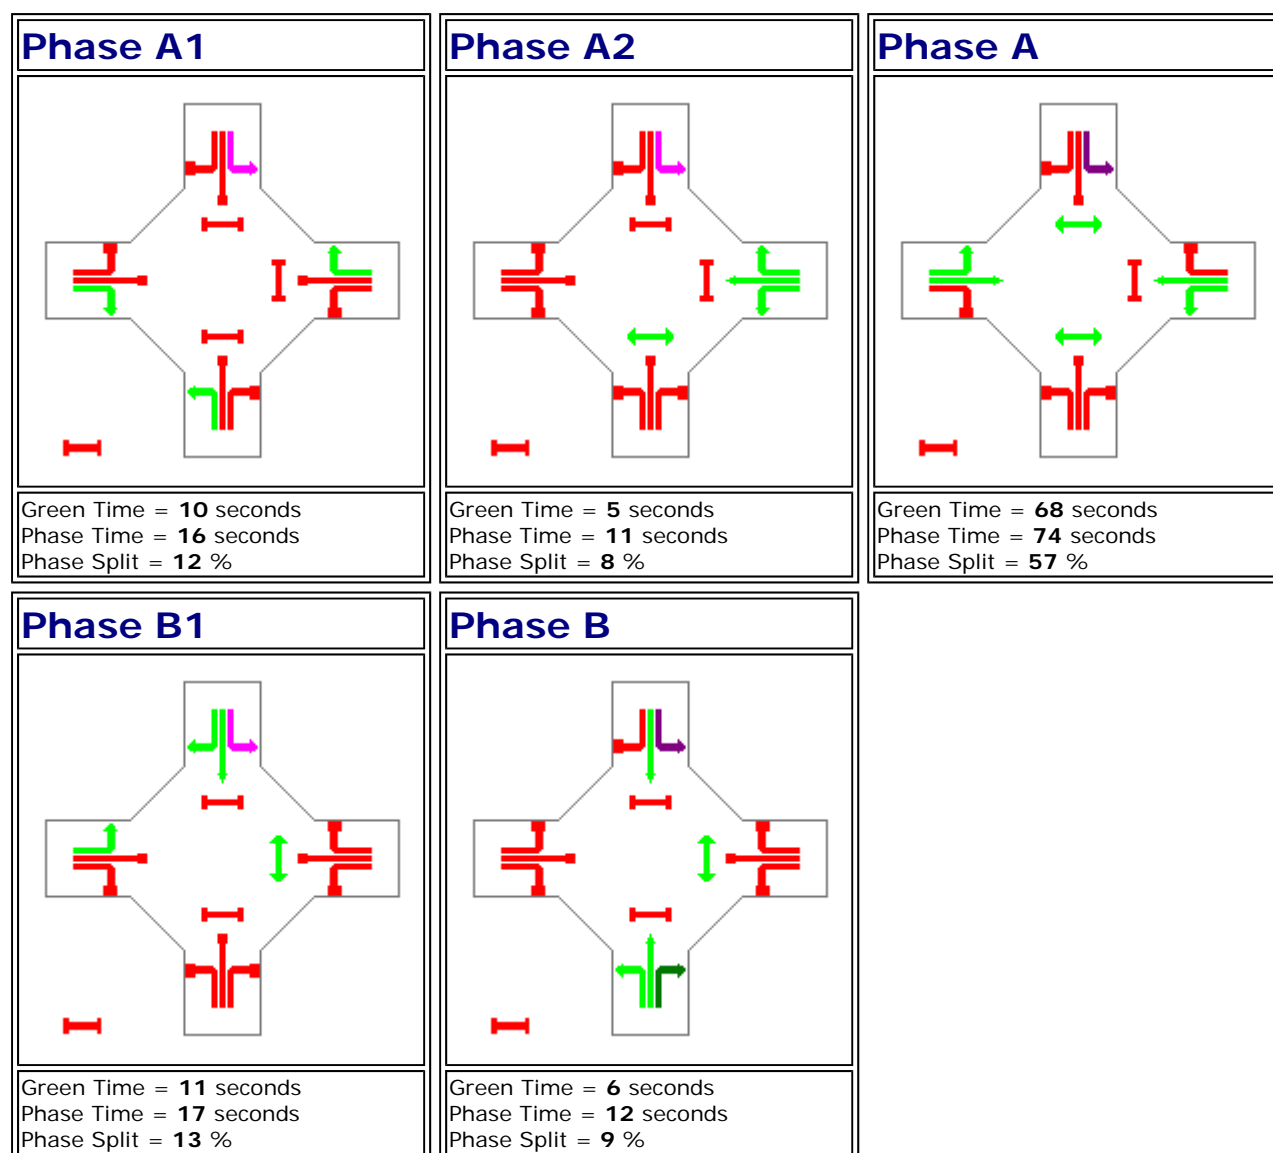 Phase A1
Green Time = 10 seconds
Phase Time = 16 seconds
Phase Split = 12 %
Phase A2
Green Time = 5 seconds
Phase Time = 11 seconds
Phase Split = 8 %
Phase A
Green Time = 68 seconds
Phase Time = 74 seconds
Phase Split = 57 %
Phase B1
Green Time = 11 seconds
Phase Time = 17 seconds
Phase Split = 13 %
Phase B
Green Time = 6 seconds
Phase Time = 12 seconds
Phase Split = 9 %